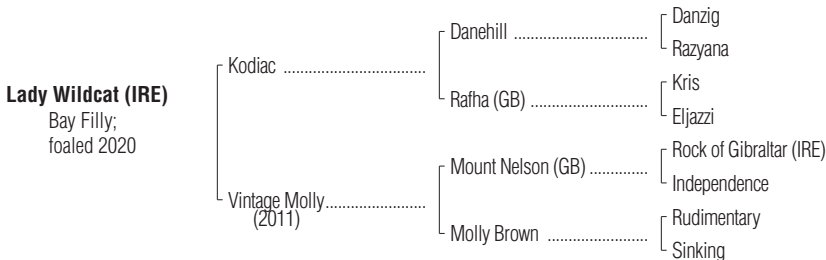 Lady Wildcat (IRE)
Bay Filly;
foaled 2020
Kodiac ..................................
Vintage Molly........................
(2011)
Danehill ................................
Rafha (GB) ............................
Mount Nelson (GB) ..............
Molly Brown ........................
Danzig
Razyana
Kris
Eljazzi
Rock of Gibraltar (IRE)
Independence
Rudimentary
Sinking